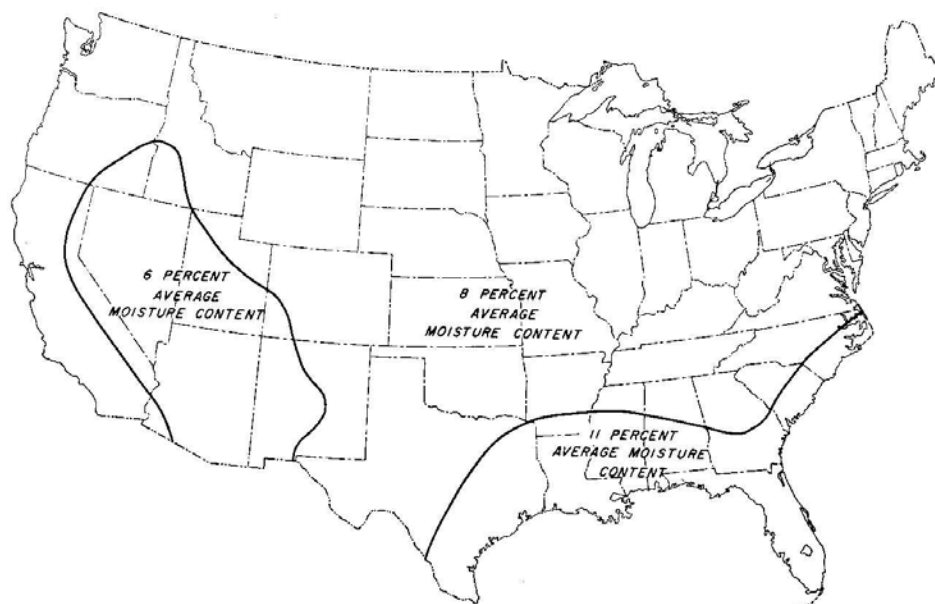 6 PERCENT
AVERAGE
MOISTURE CONTENT
8 PERCENT
AVERAGE
MOISTURE CONTENT
11 PERCENT
AVERAGE MOISTURE
CONTENT